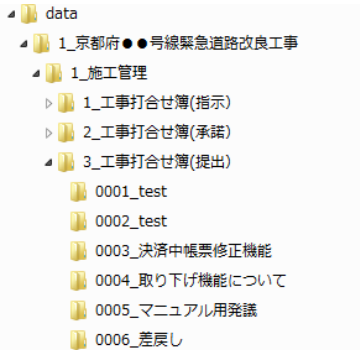 data
1_京都府●●号線緊急道路改良工事
1_施工管理
1_工事打合せ簿(指示)
2_工事打合せ簿(承諾)
3_工事打合せ簿(提出)
0001_test
0002_test
0003_決済中帳票修正機能
0004_取り下げ機能について
0005_マニュアル用発議
0006_差戻し